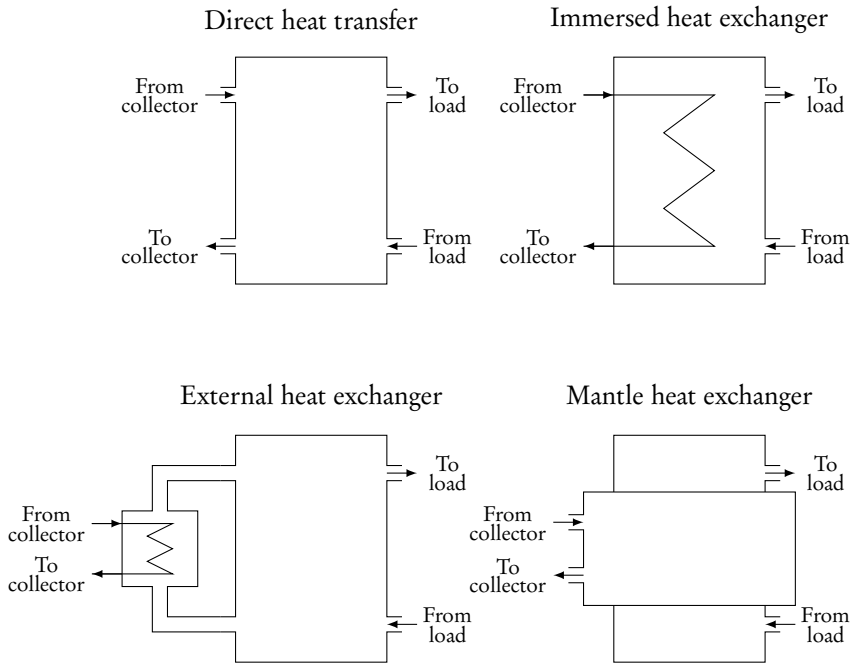 Direct heat transfer
From
collector
To
load
To
collector
From
load
Immersed heat exchanger
From
collector
To
load
To
collector
From
load
External heat exchanger
To
load
From
collector
To
collector
From
load
Mantle heat exchanger
To
load
From
collector
To
collector
From
load